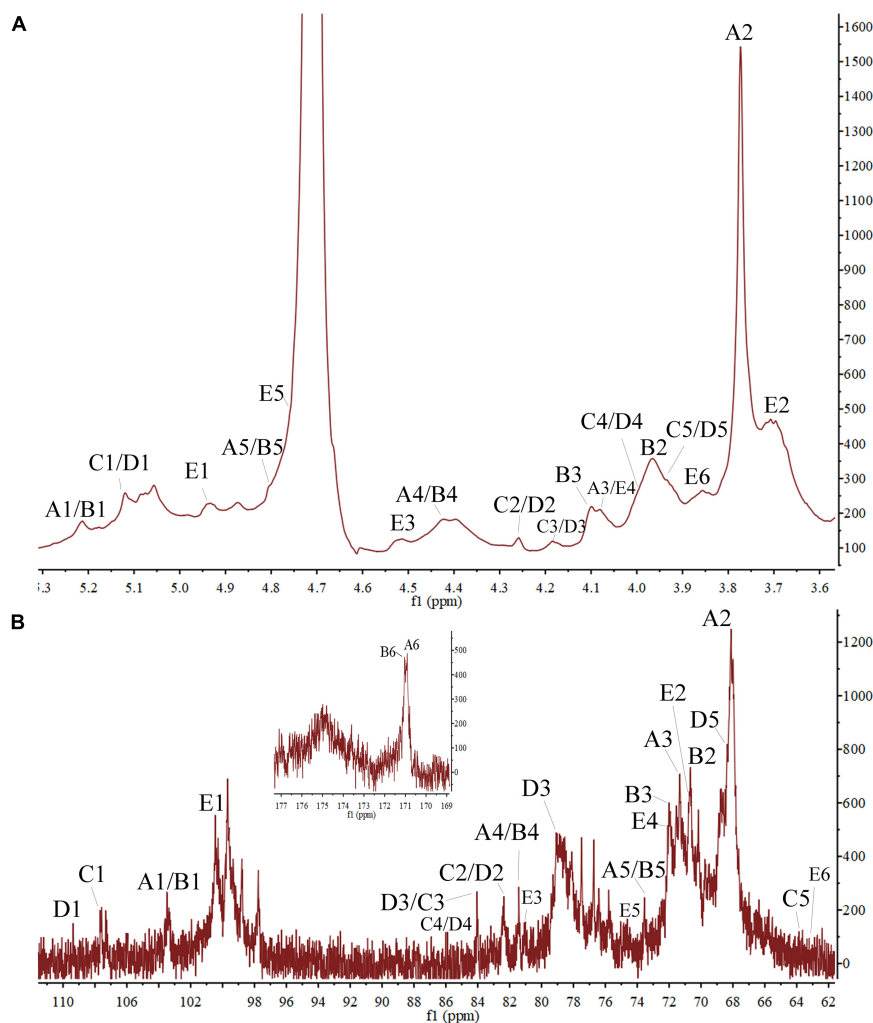 A
A2
1600
1500
1400
1300
1200
1100
1000
900
800
700
600
500
400
300
200
100
E5
A5/B5
C1/D1
E1
A1/B1
A4/B4
E3
C2/D2
C3/D3
B3
A3/E4
C4/D4
B2
C5/D5
E6
E2
5.3 5.2 5.1 5.0 4.9 4.8 4.7 4.6 4.5 4.4 4.3 4.2 4.1 4.0 3.9 3.8 3.7 3.6
f1 (ppm)
B
A2
1200
1000
800
600
400
200
0
B6 A6
500
400
300
200
100
0
177 176 175 174 173 172 171 170 169
f1 (ppm)
E2
D5
A3
B2
B3
E4
D3
E1
A4/B4
A5/B5
C2/D2
D3/C3
C4/D4
E3
E5
C1
A1/B1
D1
C5
E6
110 108 106 104 102 100 98 96 94 92 90 88 86 84 82 80 78 76 74 72 70 68 66 64 62
f1 (ppm)